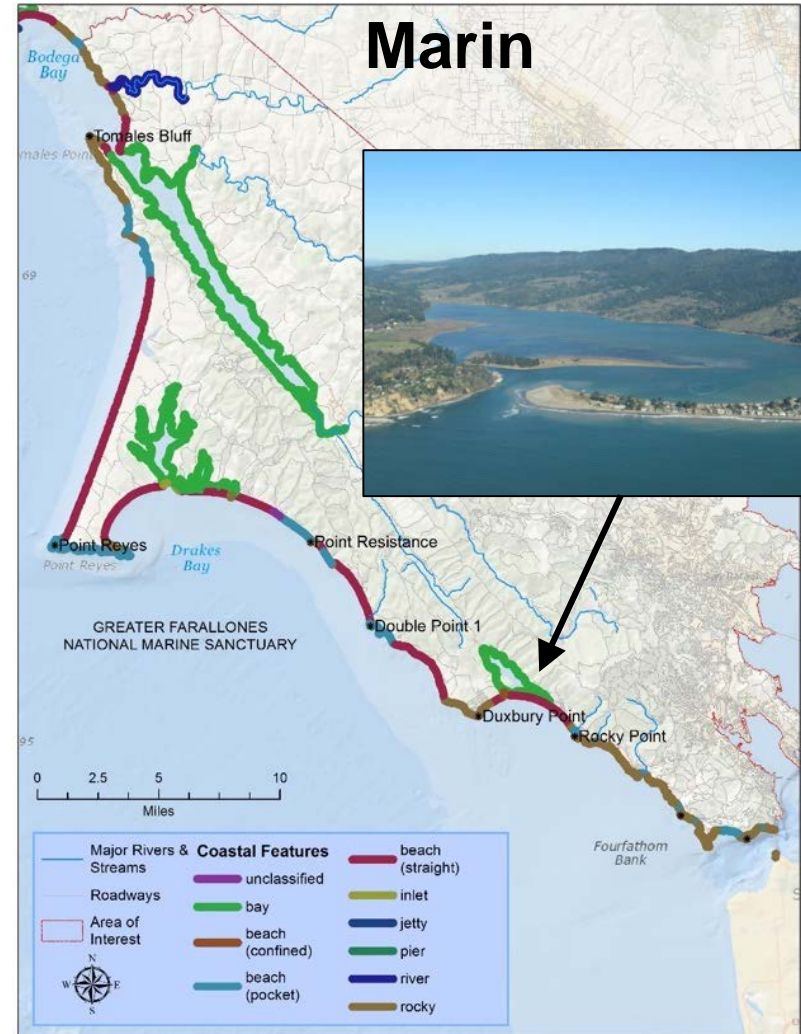 Marin
Bodega
Bay
Tomales Bluff
males Point
69
Point Reyes
Point Reyes
Drakes
Bay
Point Resistance
GREATER FARALLONES
NATIONAL MARINE SANCTUARY
Double Point 1
Duxbury Point
Rocky Point
95
0 2.5 5 10
Miles
Fourfathom
Bank
Major Rivers &
Streams
Roadways
Area of
Interest
N
W E
S
Coastal Features
unclassified
bay
beach
(confined)
beach
(pocket)
beach
(straight)
inlet
jetty
pier
river
rocky